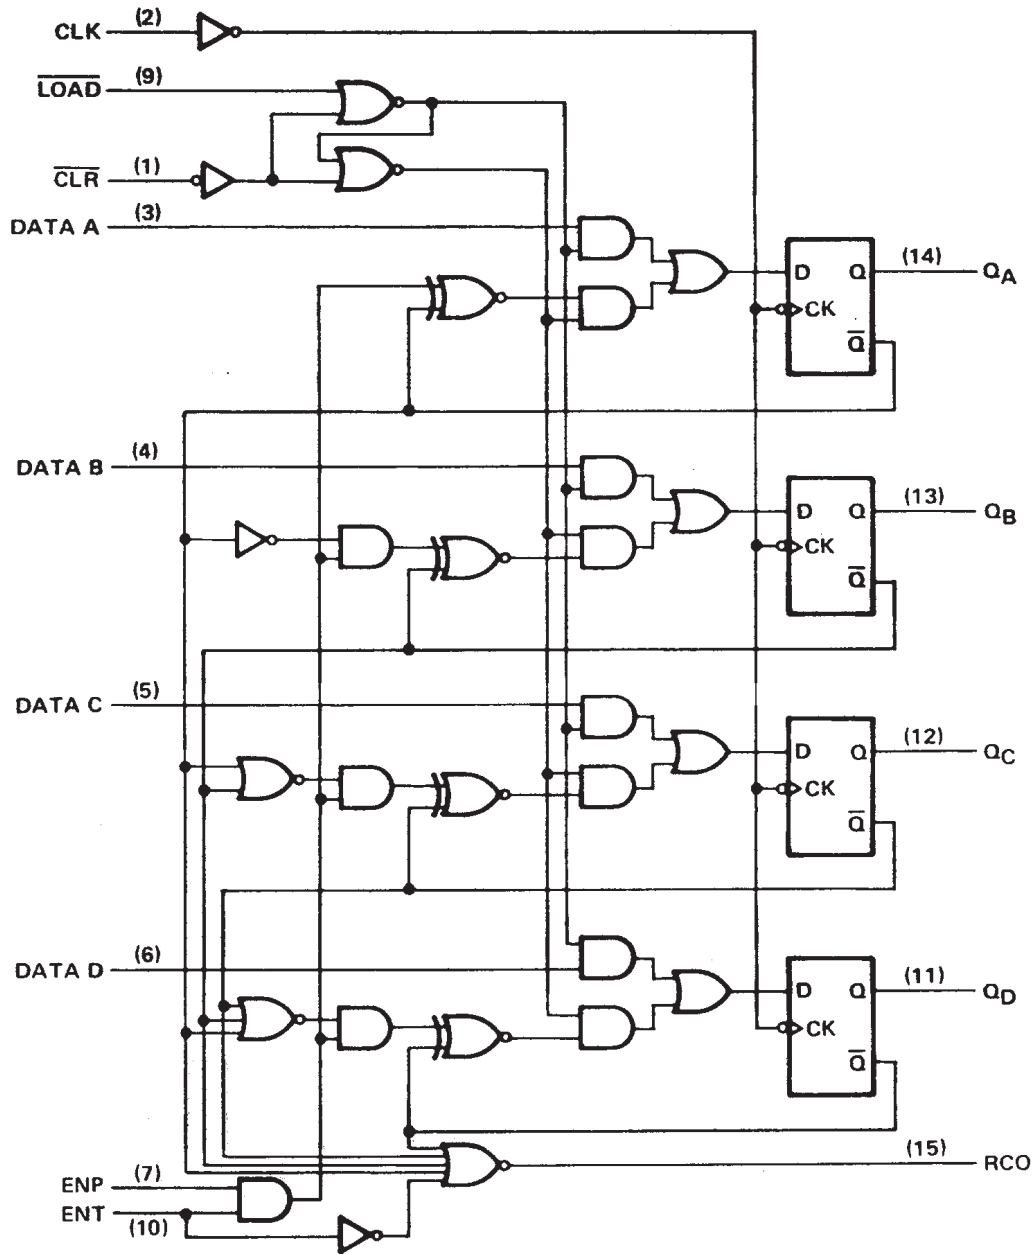 CLK (2)
LOAD (9)
CLR (1)
DATA A (3)
D Q (14) QA
CK
Q
DATA B (4)
D Q (13) QB
CK
Q
DATA C (5)
D Q (12) QC
CK
Q
DATA D (6)
D Q (11) QD
CK
Q
(15) RCO
ENP (7)
ENT (10)